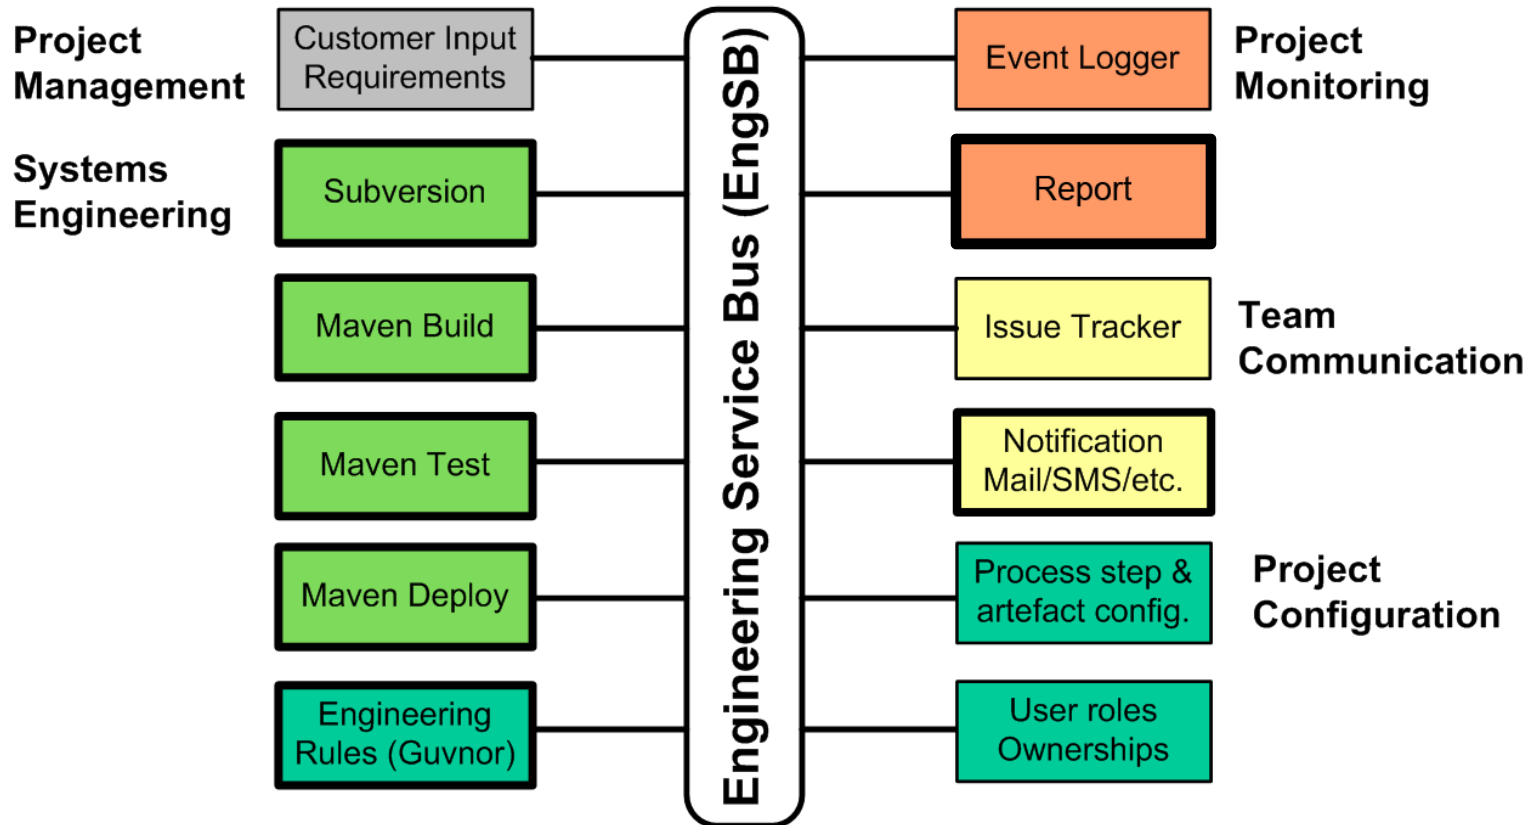 Project
Management
Customer Input
Requirements
Systems
Engineering
Subversion
Maven Build
Maven Test
Maven Deploy
Engineering
Rules (Guvnor)
Engineering Service Bus (EngSB)
Event Logger
Project
Monitoring
Report
Issue Tracker
Team
Communication
Notification
Mail/SMS/etc.
Process step &
artefact config.
Project
Configuration
User roles
Ownerships